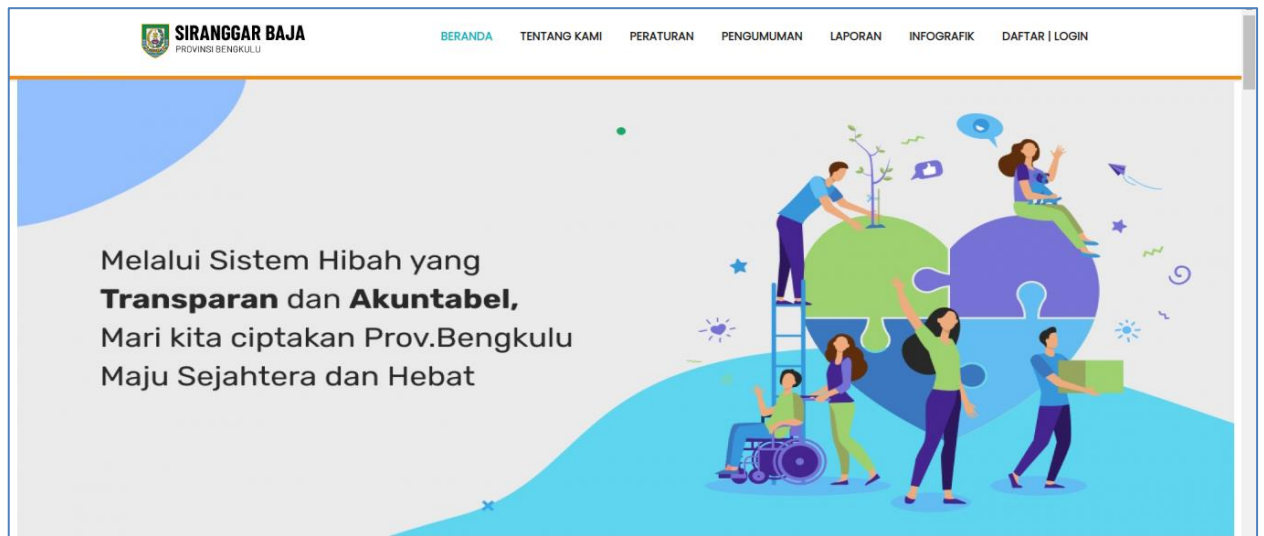 SIRANGGAR BAJA
PROVINSI BENGKULU
BERANDA TENTANG KAMI PERATURAN PENGUMUMAN LAPORAN INFOGRAFIK DAFTAR | LOGIN
Melalui Sistem Hibah yang
Transparan dan Akuntabel,
Mari kita ciptakan Prov.Bengkulu
Maju Sejahtera dan Hebat